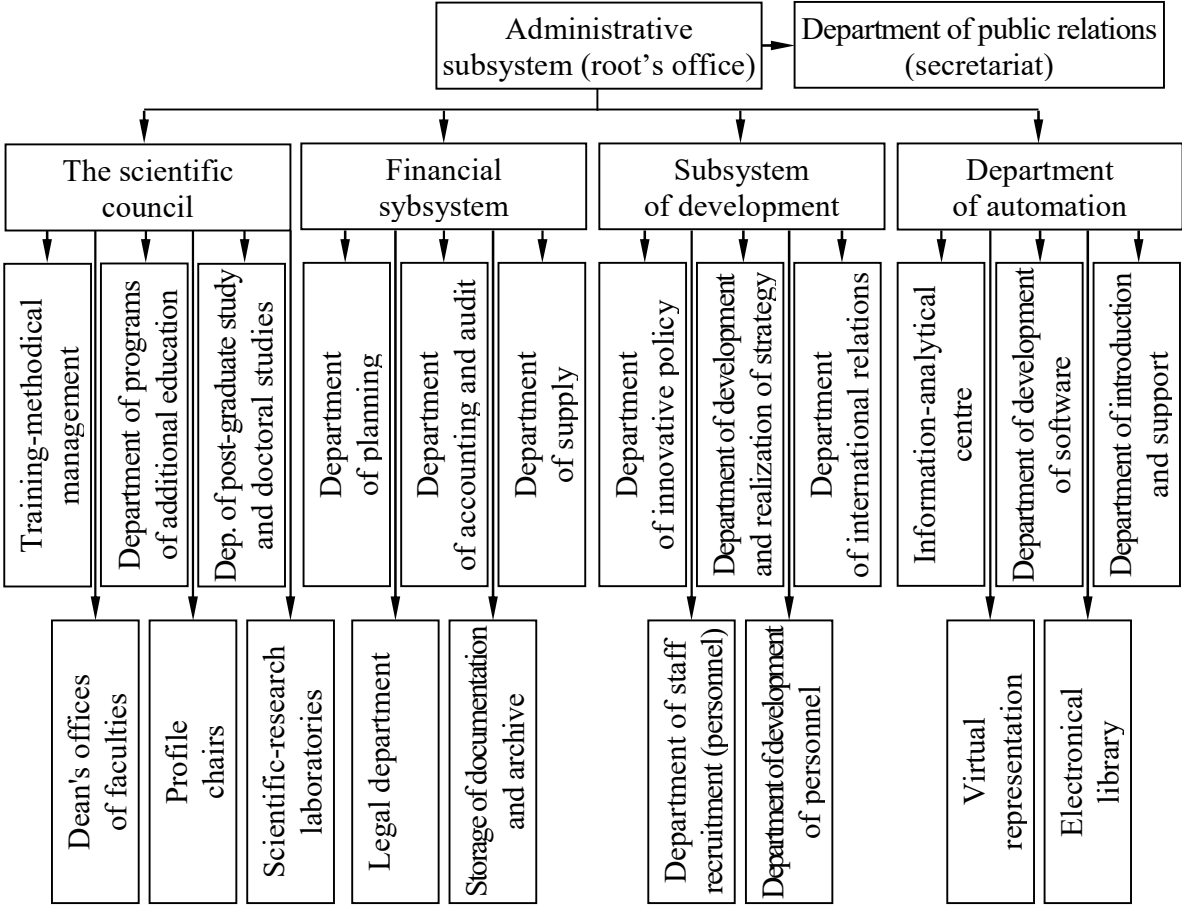 Administrative
subsystem (root's office)
Department of public relations
(secretariat)
The scientific
council
Financial
sybsystem
Subsystem
of development
Department
of automation
Training-methodical
management
Department of programs
of additional education
Dep. of post-graduate study
and doctoral studies
Department
of planning
Department
of accounting and audit
Department
of supply
Department
of innovative policy
Department of development
and realization of strategy
Department
of international relations
Information-analytical
centre
Department of development
of software
Department of introduction
and support
Dean's offices
of faculties
Profile
chairs
Scientific-research
laboratories
Legal department
Storage of documentation
and archive
Department of staff
recruitment (personnel)
Department of development
of personnel
Virtual
representation
Electronical
library